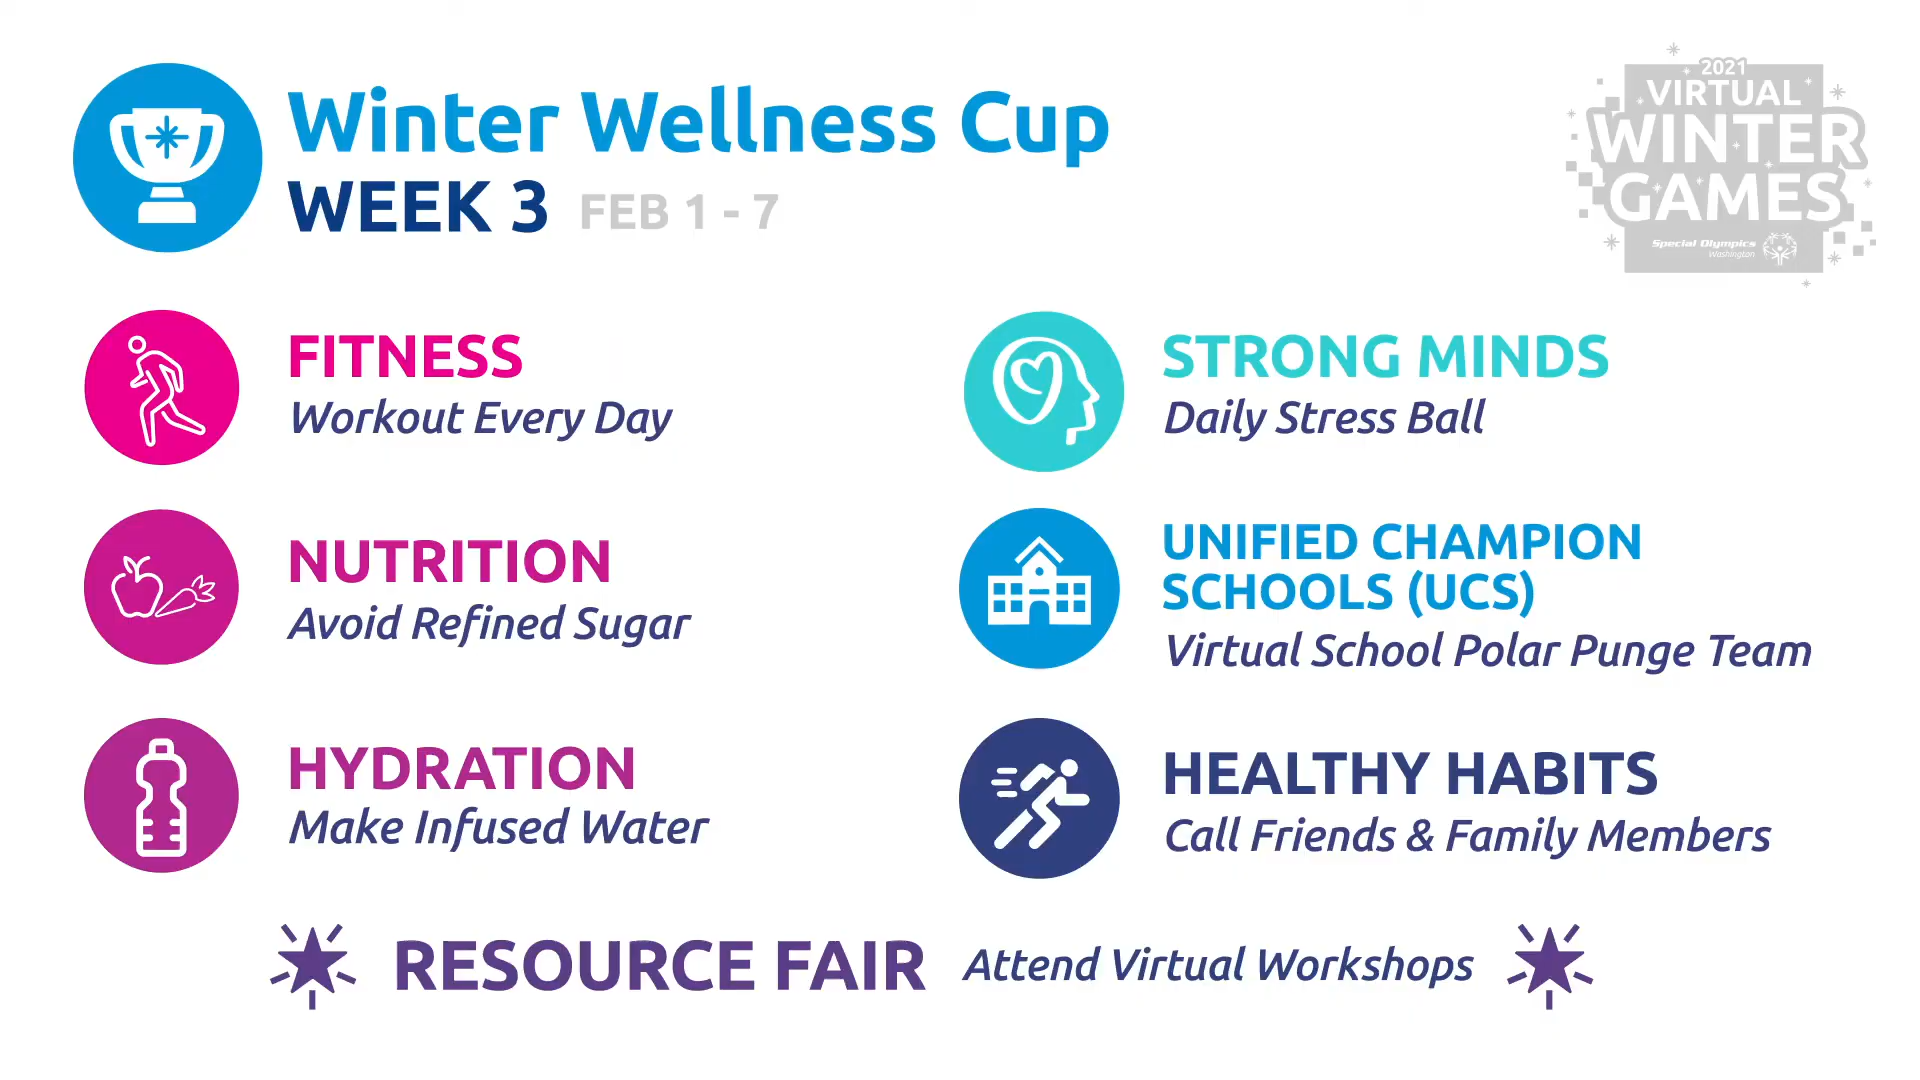 Winter Wellness Cup
WEEK 3 FEB 1 - 7
2021
VIRTUAL
WINTER
GAMES
Special Olympics
Washington
FITNESS
Workout Every Day
STRONG MINDS
Daily Stress Ball
NUTRITION
Avoid Refined Sugar
UNIFIED CHAMPION
SCHOOLS (UCS)
Virtual School Polar Punge Team
HYDRATION
Make Infused Water
HEALTHY HABITS
Call Friends & Family Members
RESOURCE FAIR Attend Virtual Workshops